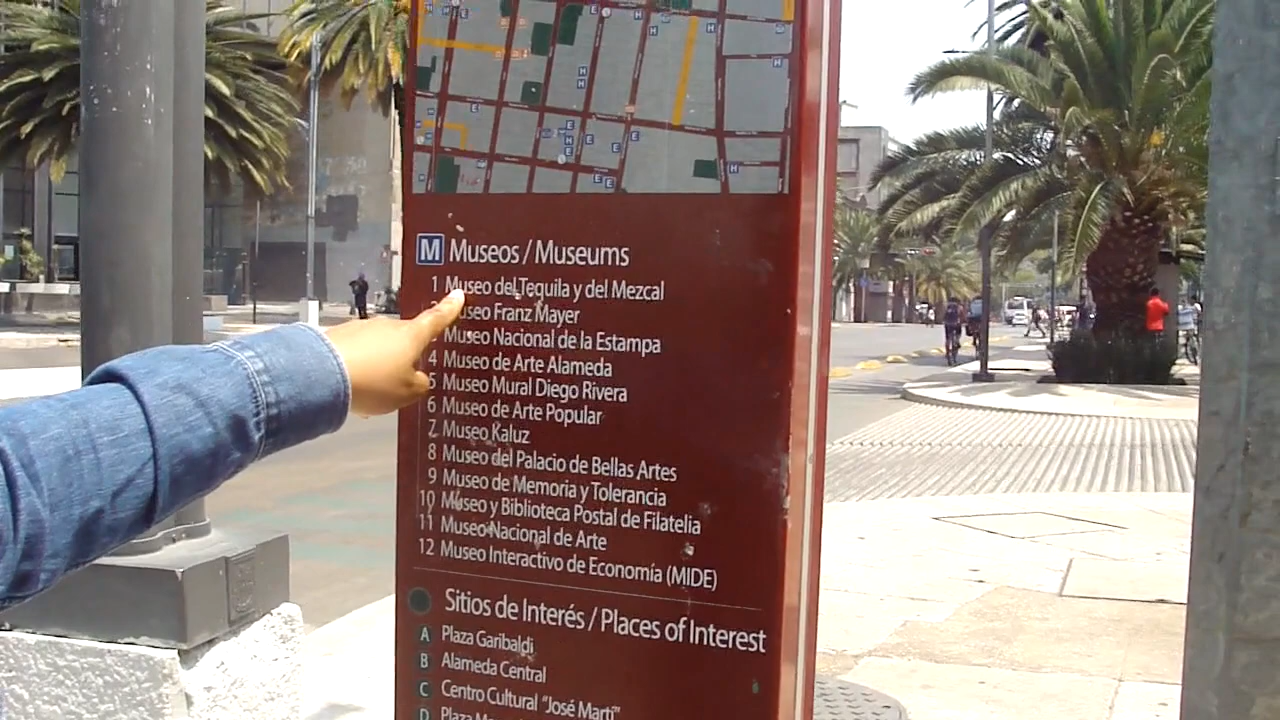 M Museos / Museums
1 Museo del Tequila y del Mezcal
Museo Franz Mayer
3 Museo Nacional de la Estampa
4 Museo de Arte Alameda
5 Museo Mural Diego Rivera
6 Museo de Arte Popular
7 Museo Kaluz
8 Museo del Palacio de Bellas Artes
9 Museo de Memoria y Tolerancia
10 Museo y Biblioteca Postal de Filatelia
11 Museo Nacional de Arte
12 Museo Interactivo de Economía (MIDE)
Sitios de Interés / Places of Interest
A Plaza Garibaldi
B Alameda Central
C Centro Cultural "José Martí"
D Plaza